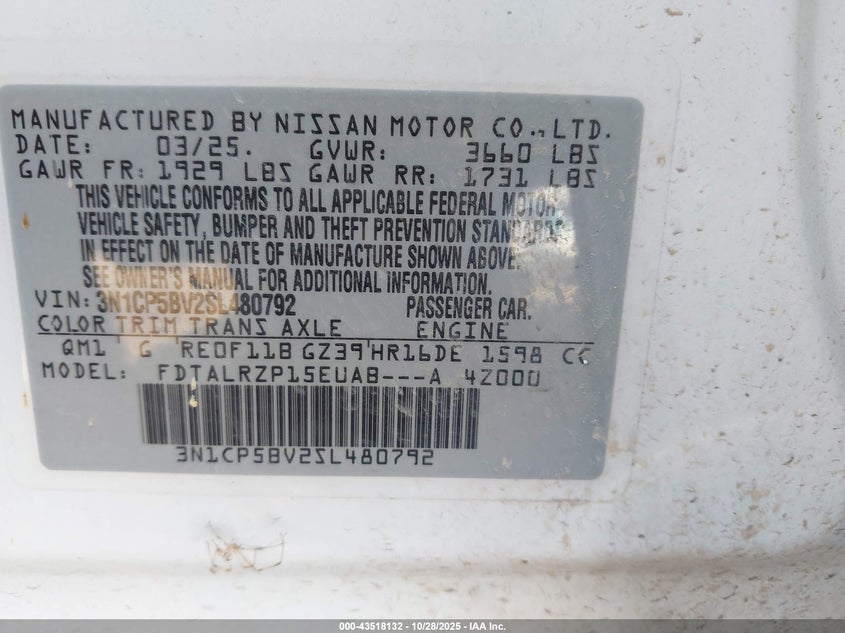 MANUFACTURED BY NISSAN MOTOR CO., LTD.
DATE: 03/25. GVWR: 3660 LBS
GAWR FR: 1929 LBS GAWR RR: 1731 LBS
THIS VEHICLE CONFORMS TO ALL APPLICABLE FEDERAL MOTOR
VEHICLE SAFETY, BUMPER AND THEFT PREVENTION STANDARDS
IN EFFECT ON THE DATE OF MANUFACTURE SHOWN ABOVE.
SEE OWNER'S MANUAL FOR ADDITIONAL INFORMATION.
VIN: 3N1CP5BV2SL480792 PASSENGER CAR.
COLOR TRIM TRANS AXLE ENGINE
QM1 G RE0F11B GZ39 HR16DE 1598 CC
MODEL: FDTALRZP15EUAB---A 4Z000
3N1CP5BV2SL480792
000-43518132 - 10/28/2025 - IAA Inc.